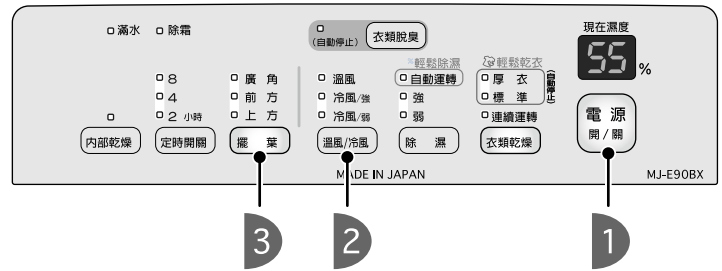 滿水 除霜
(自動停止) 衣類脫臭
現在濕度
55 %
輕鬆除濕 輕鬆乾衣
8 廣角 溫風 自動運轉 厚衣
4 前方 冷風/強 強 標準
2 小時 上方 冷風/弱 弱 連續運轉
自動停止
電源
開/關
內部乾燥 定時開關 擺葉 溫風/冷風 除濕 衣類乾燥
MADE IN JAPAN MJ-E90BX
3 2 1